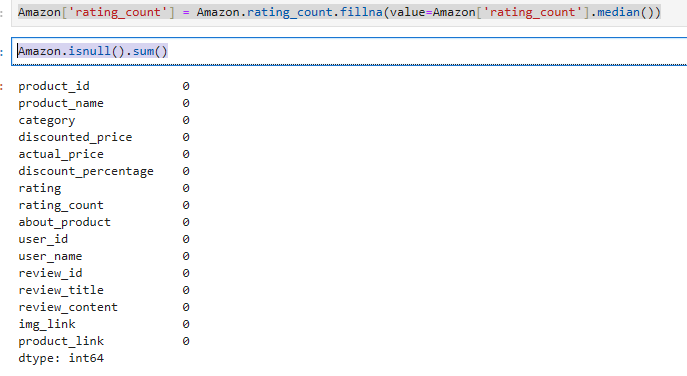 Amazon['rating_count'] = Amazon.rating_count.fillna(value=Amazon['rating_count'].median())
Amazon.isnull().sum()
product_id 0
product_name 0
category 0
discounted_price 0
actual_price 0
discount_percentage 0
rating 0
rating_count 0
about_product 0
user_id 0
user_name 0
review_id 0
review_title 0
review_content 0
img_link 0
product_link 0
dtype: int64